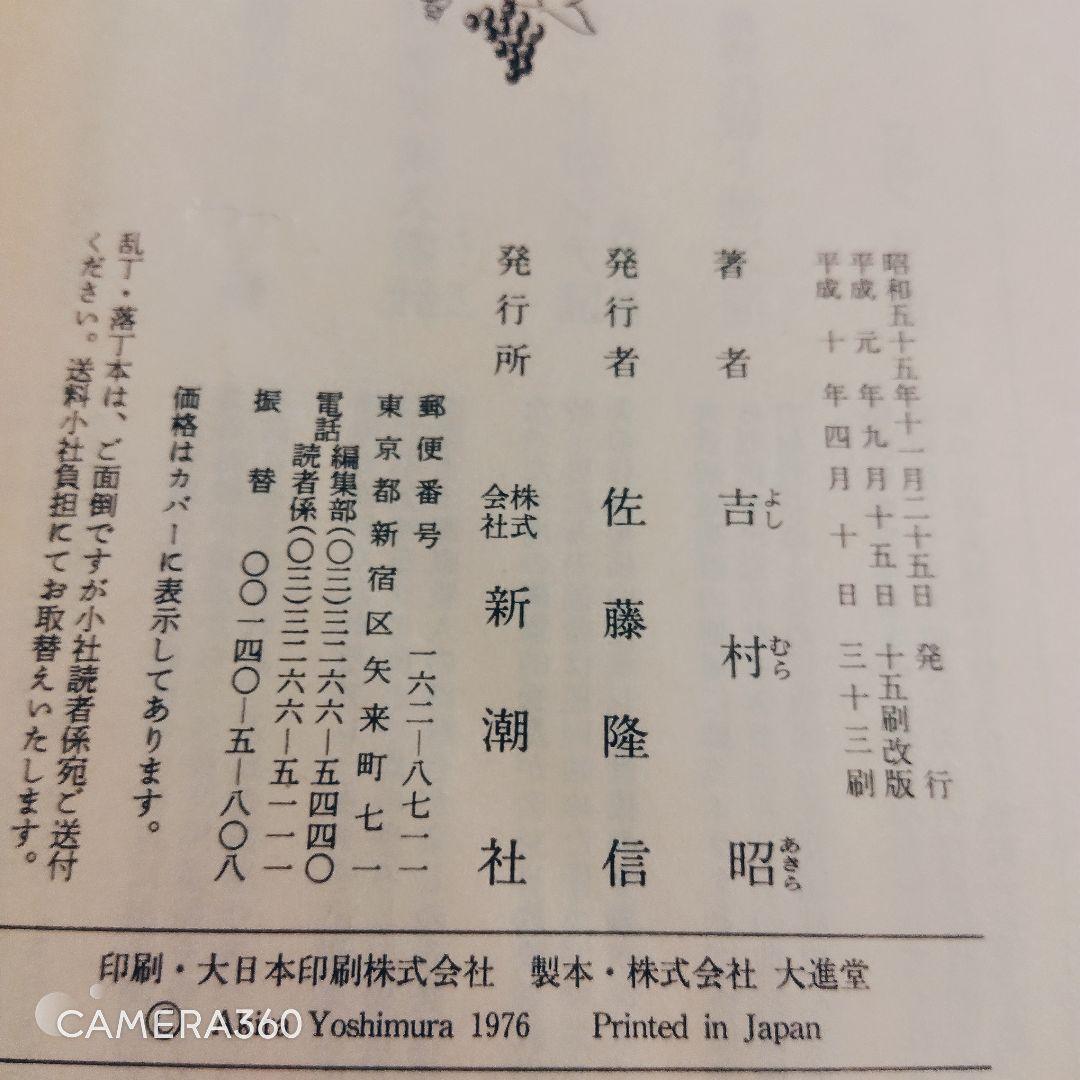 昭和五十五年十一月二十五日　発行
平成元年九月十五日　十五刷改版
平成十年四月十日　三十三刷
著者　吉村昭
よしむらあきら
発行者　佐藤隆信
発行所　株式会社　新潮社
郵便番号　一六二―八七一一
東京都新宿区矢来町七一
電話　編集部(〇三)三二六六―五四四〇
読者係(〇三)三二六六―五一一一
振替　〇〇一四〇―五―八〇八
価格はカバーに表示してあります。
乱丁・落丁本は、ご面倒ですが小社読者係宛ご送付
ください。送料小社負担にてお取替えいたします。
印刷・大日本印刷株式会社　製本・株式会社 大進堂
© Akira Yoshimura 1976　Printed in Japan
CAMERA360